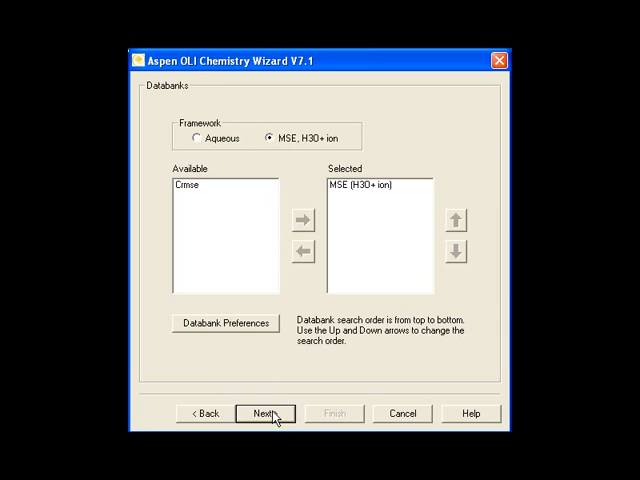 Aspen OLI Chemistry Wizard V7.1
Databanks
Framework
Aqueous
MSE, H3O+ ion
Available
Selected
Crmse
MSE (H3O+ ion)
Databank Preferences
Databank search order is from top to bottom.
Use the Up and Down arrows to change the
search order.
< Back
Next >
Finish
Cancel
Help